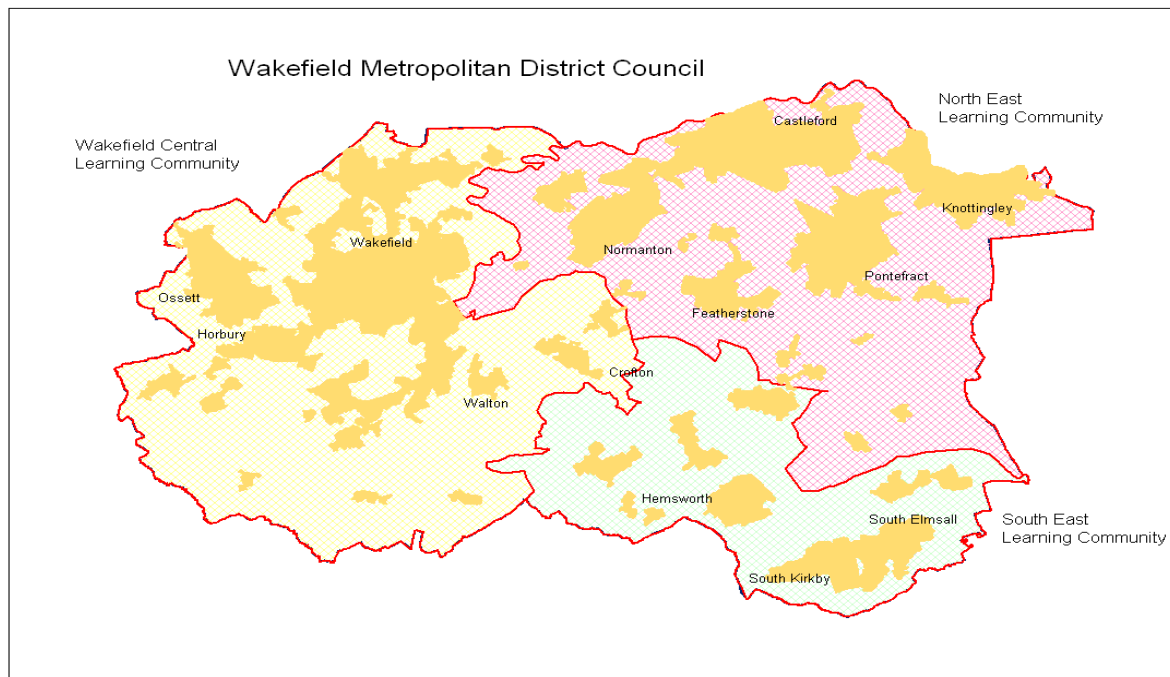 Wakefield Metropolitan District Council
North East
Learning Community
Wakefield Central
Learning Community
Castleford
Knottingley
Wakefield
Normanton
Pontefract
Ossett
Featherstone
Horbury
Crofton
Walton
Hemsworth
South Elmsall
South East
Learning Community
South Kirkby